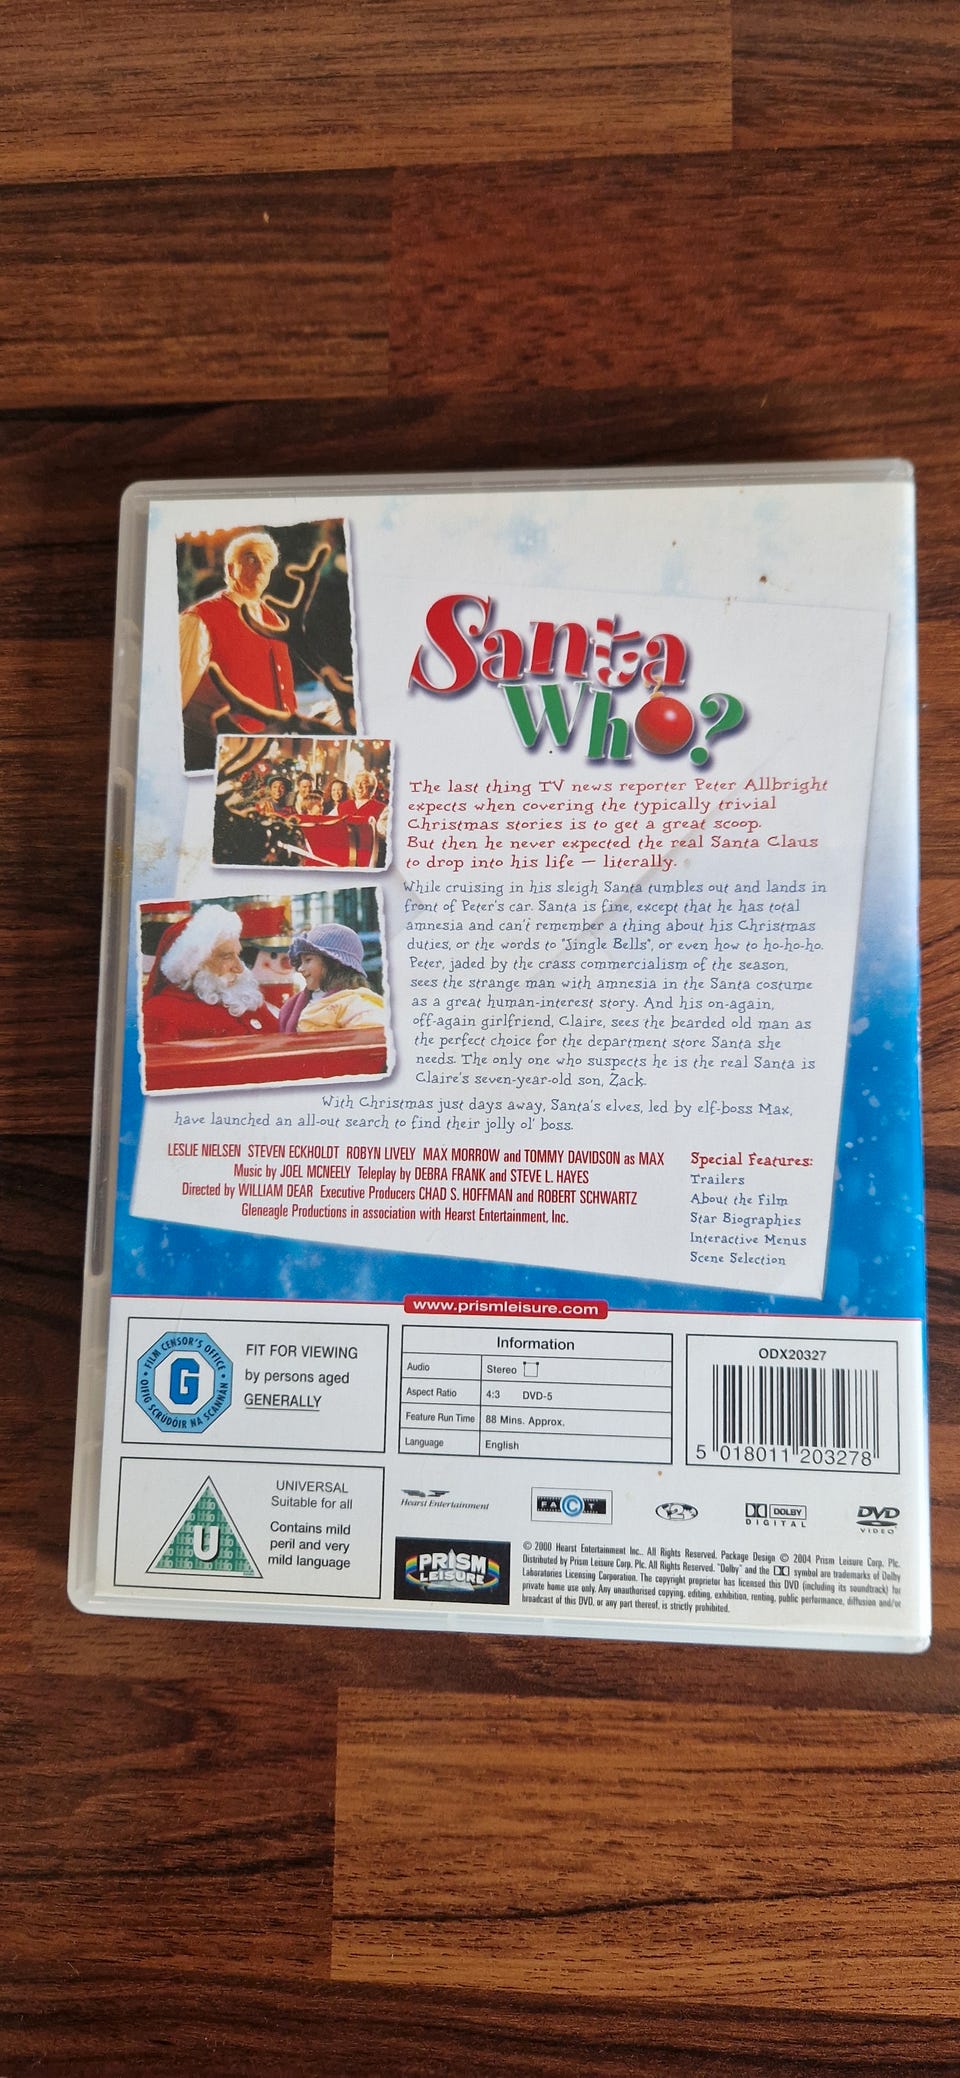 Santa
Who?
The last thing TV news reporter Peter Allbright
expects when covering the typically trivial
Christmas stories is to get a great scoop.
But then he never expected the real Santa Claus
to drop into his life — literally.
While cruising in his sleigh Santa tumbles out and lands in
front of Peter's car. Santa is fine, except that he has total
amnesia and can't remember a thing about his Christmas
duties, or the words to "Jingle Bells", or even how to ho-ho-ho.
Peter, jaded by the crass commercialism of the season,
sees the strange man with amnesia in the Santa costume
as a great human-interest story. And his on-again,
off-again girlfriend, Claire, sees the bearded old man as
the perfect choice for the department store Santa she
needs. The only one who suspects he is the real Santa is
Claire's seven-year-old son, Zack.
With Christmas just days away, Santa's elves, led by elf-boss Max,
have launched an all-out search to find their jolly ol' boss.
LESLIE NIELSEN STEVEN ECKHOLDT ROBYN LIVELY MAX MORROW and TOMMY DAVIDSON as MAX
Music by JOEL MCNEELY Teleplay by DEBRA FRANK and STEVE L. HAYES
Directed by WILLIAM DEAR Executive Producers CHAD S. HOFFMAN and ROBERT SCHWARTZ
Gleneagle Productions in association with Hearst Entertainment, Inc.
Special Features:
Trailers
About the Film
Star Biographies
Interactive Menus
Scene Selection
www.prismleisure.com
FILM CENSOR'S OFFICE
G
OIFIG SCRÚDÓIR NA SCANNÁN
FIT FOR VIEWING
by persons aged
GENERALLY
Information
Audio Stereo
Aspect Ratio 4:3 DVD-5
Feature Run Time 88 Mins. Approx.
Language English
ODX20327
5 018011 203278
U
UNIVERSAL
Suitable for all
Contains mild
peril and very
mild language
Hearst Entertainment
FACT
2
DOLBY
DIGITAL
DVD
VIDEO
PRISM
LEISURE
© 2000 Hearst Entertainment Inc.. All Rights Reserved. Package Design © 2004 Prism Leisure Corp. Plc.
Distributed by Prism Leisure Corp. Plc. All Rights Reserved. "Dolby" and the symbol are trademarks of Dolby
Laboratories Licensing Corporation. The copyright proprietor has licensed this DVD (including its soundtrack) for
private home use only. Any unauthorised copying, editing, exhibition, renting, public performance, diffusion and/or
broadcast of this DVD, or any part thereof, is strictly prohibited.